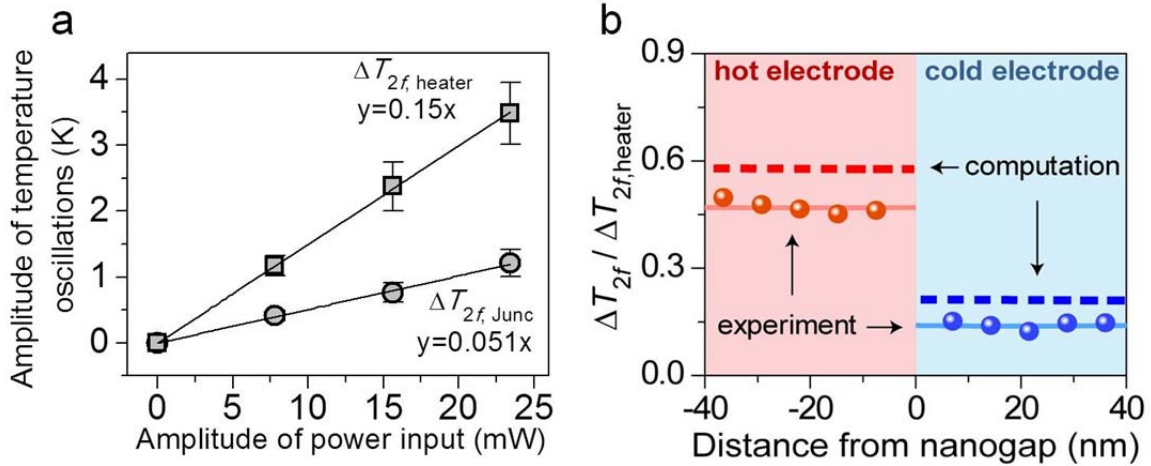 a
Amplitude of temperature
oscillations (K)
4
3
2
1
0
ΔT2f, heater
y=0.15x
ΔT2f, Junc
y=0.051x
0 5 10 15 20 25
Amplitude of power input (mW)
b
ΔT2f / ΔT2f,heater
0.9
0.6
0.3
0.0
hot electrode cold electrode
computation
experiment
-40 -20 0 20 40
Distance from nanogap (nm)